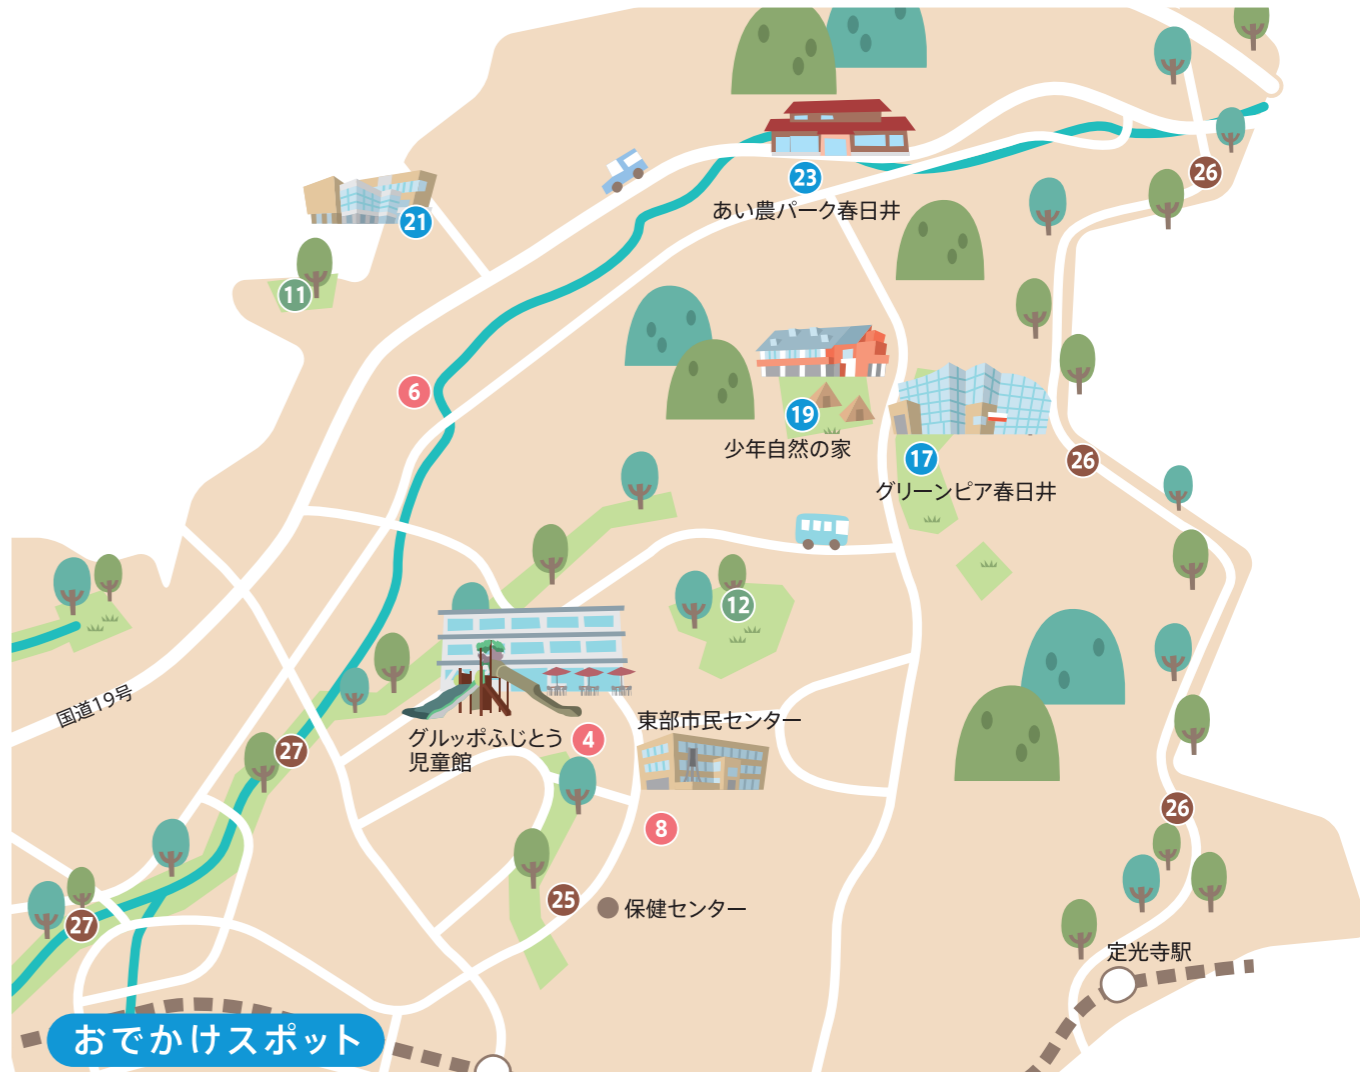 26
23
あい農パーク春日井
21
11
6
19
少年自然の家
17
グリーンピア春日井
26
12
国道19号
グルッポふじとう
児童館
4
東部市民センター
27
8
26
25
保健センター
27
定光寺駅
おでかけスポット